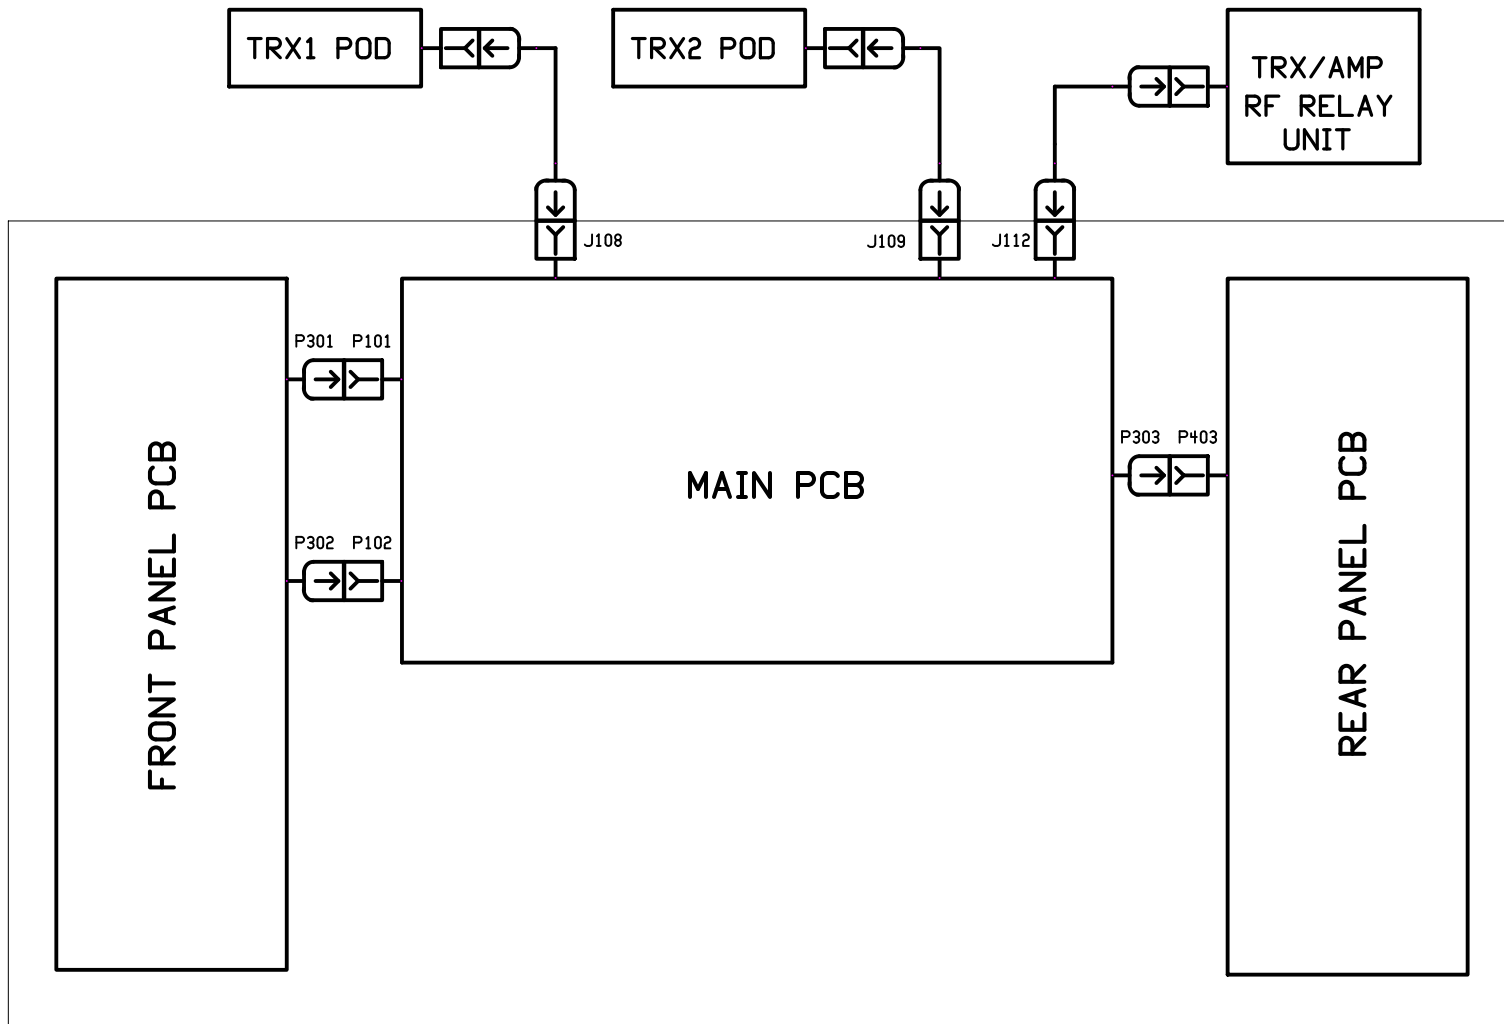 TRX1 POD
TRX2 POD
TRX/AMP
RF RELAY
UNIT
J108
J109
J112
P301 P101
P303 P403
MAIN PCB
P302 P102
FRONT PANEL PCB
REAR PANEL PCB